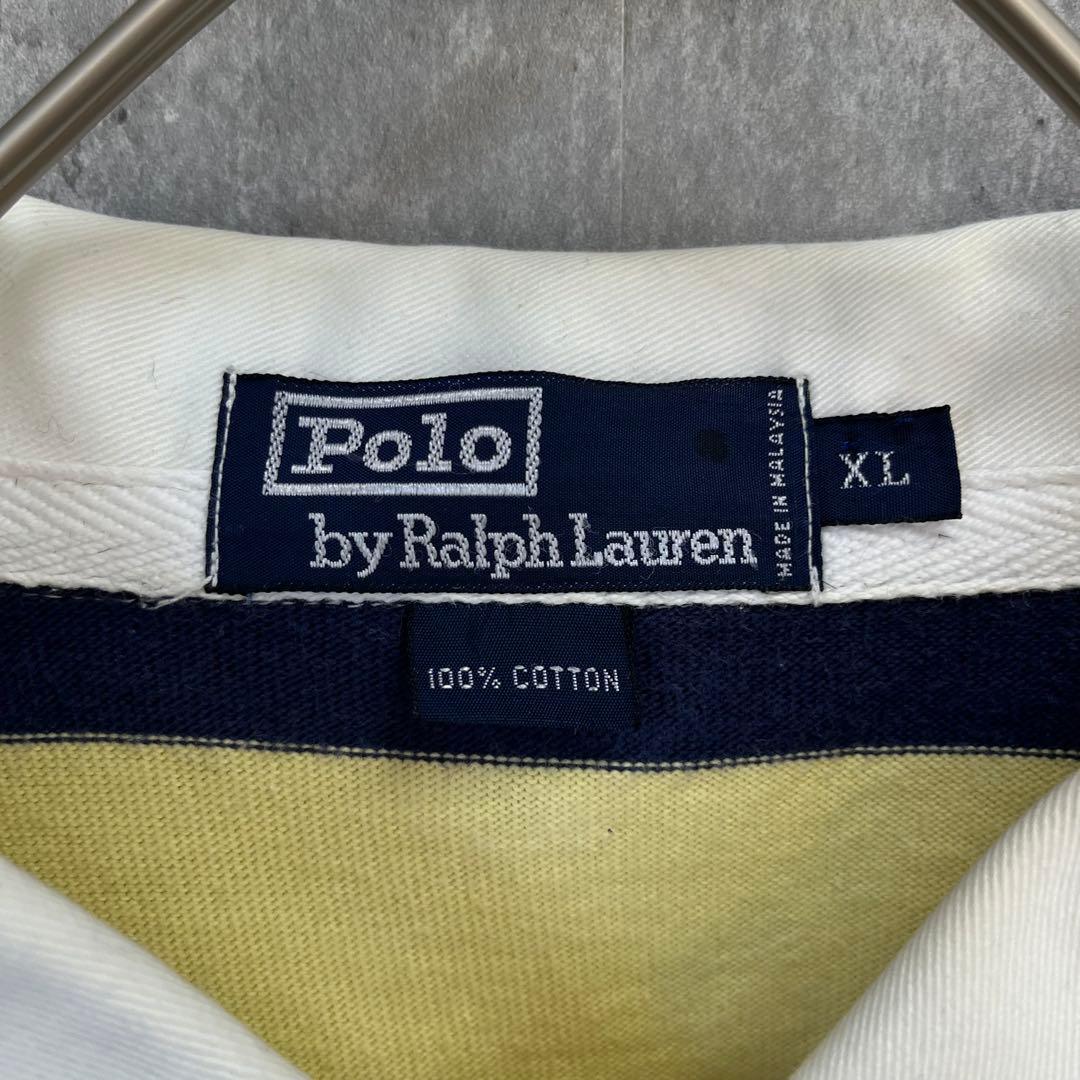 Polo
by Ralph Lauren
MADE IN MALAYSIA
XL
100% COTTON